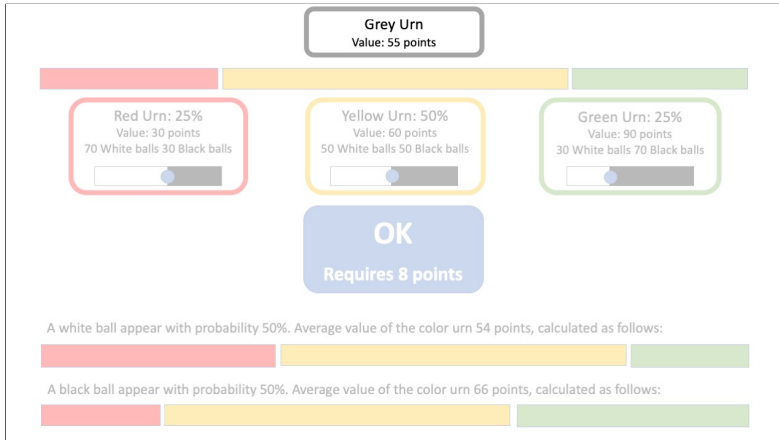 Grey Urn
Value: 55 points
Red Urn: 25%
Value: 30 points
70 White balls 30 Black balls
Yellow Urn: 50%
Value: 60 points
50 White balls 50 Black balls
Green Urn: 25%
Value: 90 points
30 White balls 70 Black balls
OK
Requires 8 points
A white ball appear with probability 50%. Average value of the color urn 54 points, calculated as follows:
A black ball appear with probability 50%. Average value of the color urn 66 points, calculated as follows: